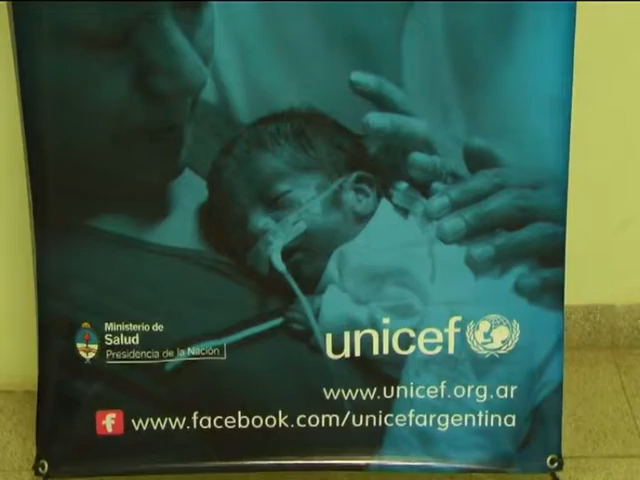 Ministerio de
Salud
Presidencia de la Nación
unicef
www.unicef.org.ar
f www.facebook.com/unicefargentina